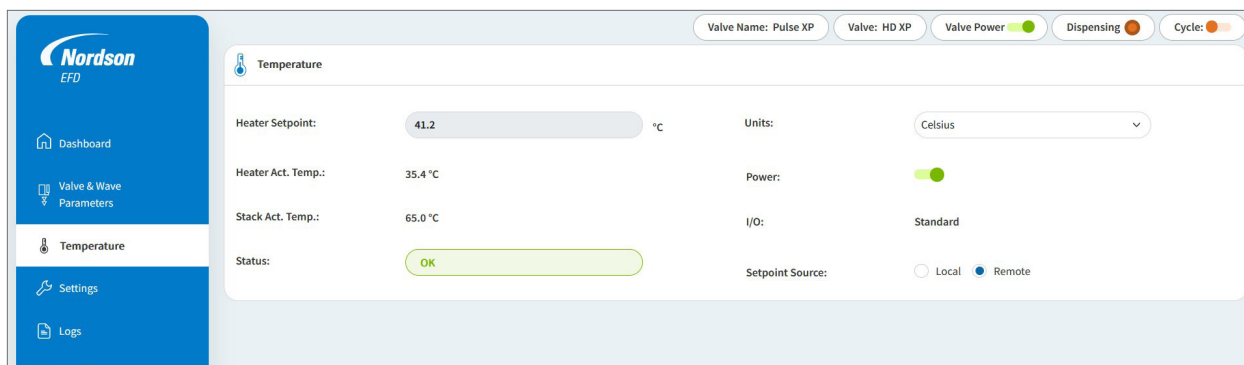 Nordson
EFD
Dashboard
Valve & Wave
Parameters
Temperature
Settings
Logs
Valve Name: Pulse XP
Valve: HD XP
Valve Power
Dispensing
Cycle:
Temperature
Heater Setpoint: 41.2 °C
Units: Celsius
Heater Act. Temp.: 35.4 °C
Power:
Stack Act. Temp.: 65.0 °C
I/O: Standard
Status: OK
Setpoint Source: Local Remote